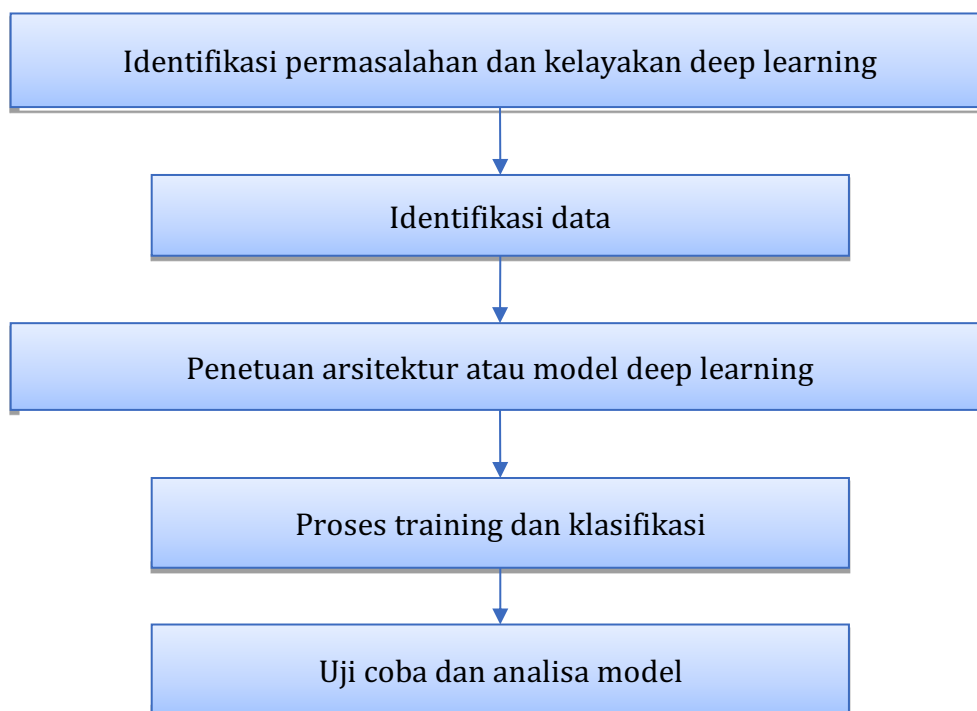 Identifikasi permasalahan dan kelayakan deep learning
Identifikasi data
Penetuan arsitektur atau model deep learning
Proses training dan klasifikasi
Uji coba dan analisa model